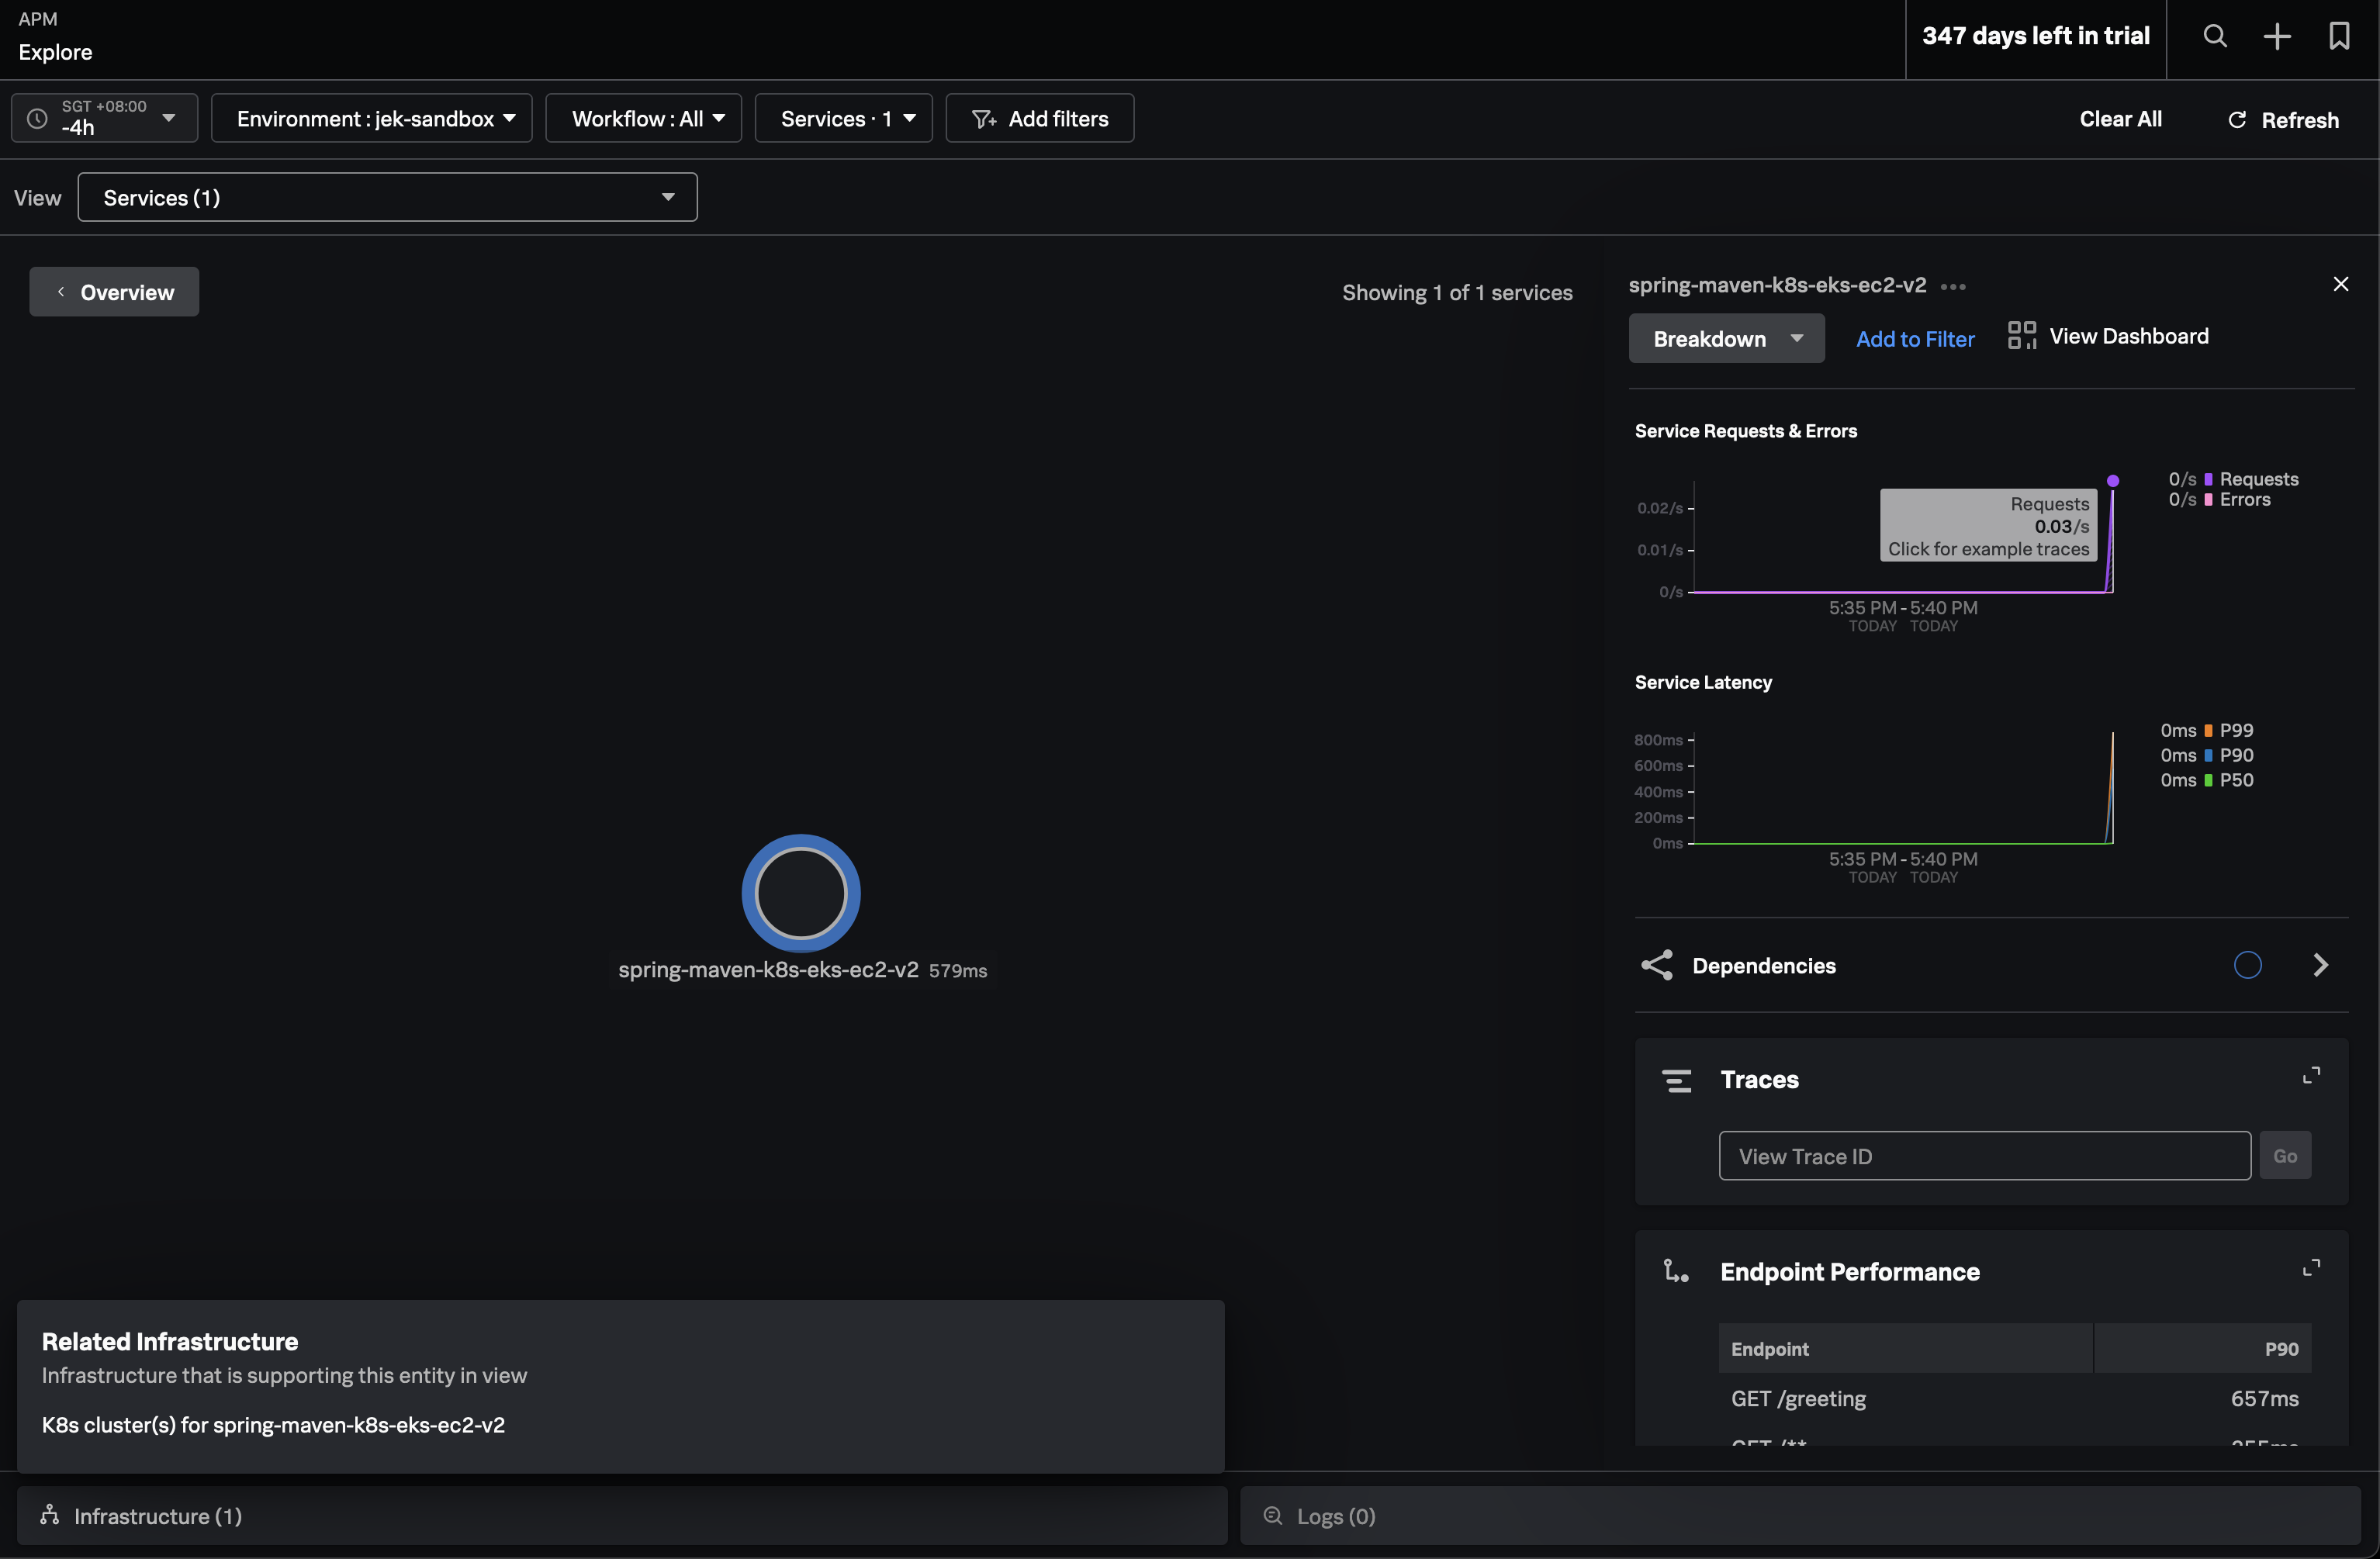 APM
Explore
347 days left in trial
SGT +08:00
-4h
Environment : jek-sandbox
Workflow : All
Services · 1
Add filters
Clear All
Refresh
View
Services (1)
Overview
Showing 1 of 1 services
spring-maven-k8s-eks-ec2-v2 •••
Breakdown
Add to Filter
View Dashboard
Service Requests & Errors
0.02/s
0.01/s
0/s
Requests
0.03/s
Click for example traces
0/s Requests
0/s Errors
5:35 PM - 5:40 PM
TODAY TODAY
Service Latency
800ms
600ms
400ms
200ms
0ms
0ms P99
0ms P90
0ms P50
5:35 PM - 5:40 PM
TODAY TODAY
spring-maven-k8s-eks-ec2-v2 579ms
Dependencies
Traces
View Trace ID
Go
Endpoint Performance
Endpoint P90
GET /greeting 657ms
GET /**
Related Infrastructure
Infrastructure that is supporting this entity in view
K8s cluster(s) for spring-maven-k8s-eks-ec2-v2
Infrastructure (1)
Logs (0)